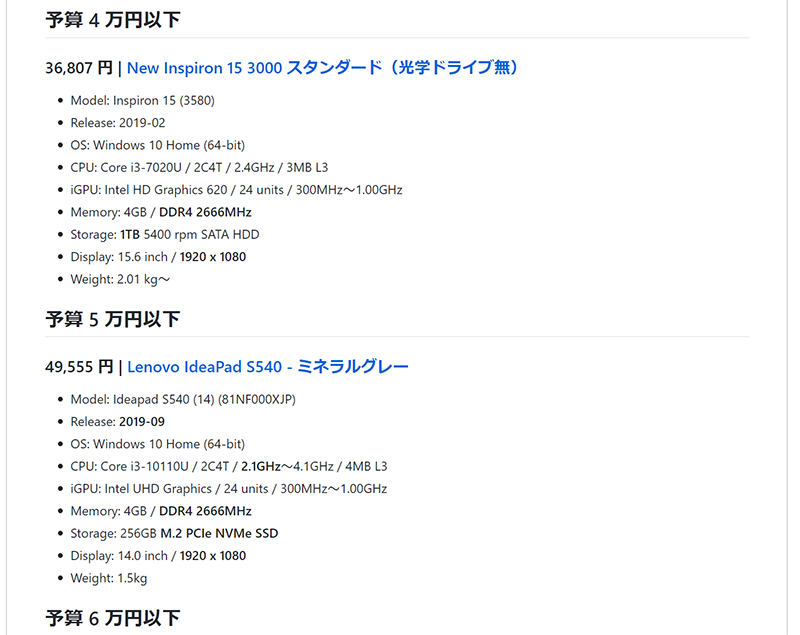 予算 4 万円以下
36,807 円 | New Inspiron 15 3000 スタンダード（光学ドライブ無）
Model: Inspiron 15 (3580)
Release: 2019-02
OS: Windows 10 Home (64-bit)
CPU: Core i3-7020U / 2C4T / 2.4GHz / 3MB L3
iGPU: Intel HD Graphics 620 / 24 units / 300MHz～1.00GHz
Memory: 4GB / DDR4 2666MHz
Storage: 1TB 5400 rpm SATA HDD
Display: 15.6 inch / 1920 x 1080
Weight: 2.01 kg～
予算 5 万円以下
49,555 円 | Lenovo IdeaPad S540 - ミネラルグレー
Model: Ideapad S540 (14) (81NF000XJP)
Release: 2019-09
OS: Windows 10 Home (64-bit)
CPU: Core i3-10110U / 2C4T / 2.1GHz～4.1GHz / 4MB L3
iGPU: Intel UHD Graphics / 24 units / 300MHz～1.00GHz
Memory: 4GB / DDR4 2666MHz
Storage: 256GB M.2 PCIe NVMe SSD
Display: 14.0 inch / 1920 x 1080
Weight: 1.5kg
予算 6 万円以下